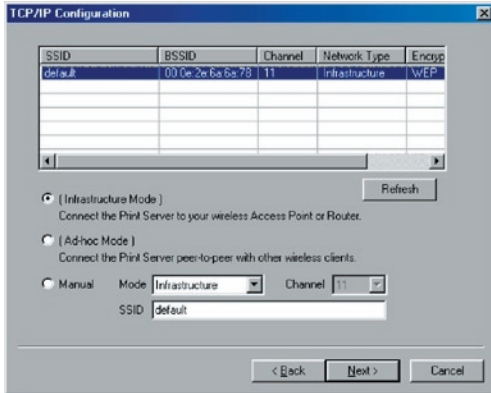 TCP/IP Configuration
SSID BSSID Channel Network Type Encryp
default 00:0e:2e:6a:6a:78 11 Infrastructure WEP
Refresh
( Infrastructure Mode )
Connect the Print Server to your wireless Access Point or Router.
( Ad-hoc Mode )
Connect the Print Server peer-to-peer with other wireless clients.
Manual Mode Infrastructure Channel 11
SSID default
< Back Next > Cancel